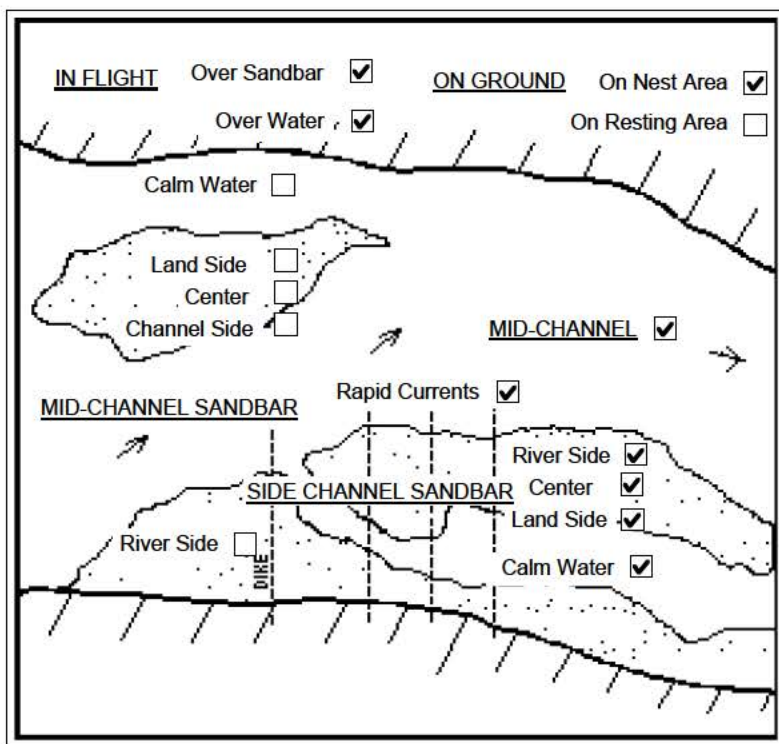 IN FLIGHT Over Sandbar ON GROUND On Nest Area
Over Water On Resting Area
Calm Water
Land Side
Center
Channel Side
MID-CHANNEL
Rapid Currents
MID-CHANNEL SANDBAR
River Side
SIDE CHANNEL SANDBAR Center
Land Side
River Side
DIKE
Calm Water